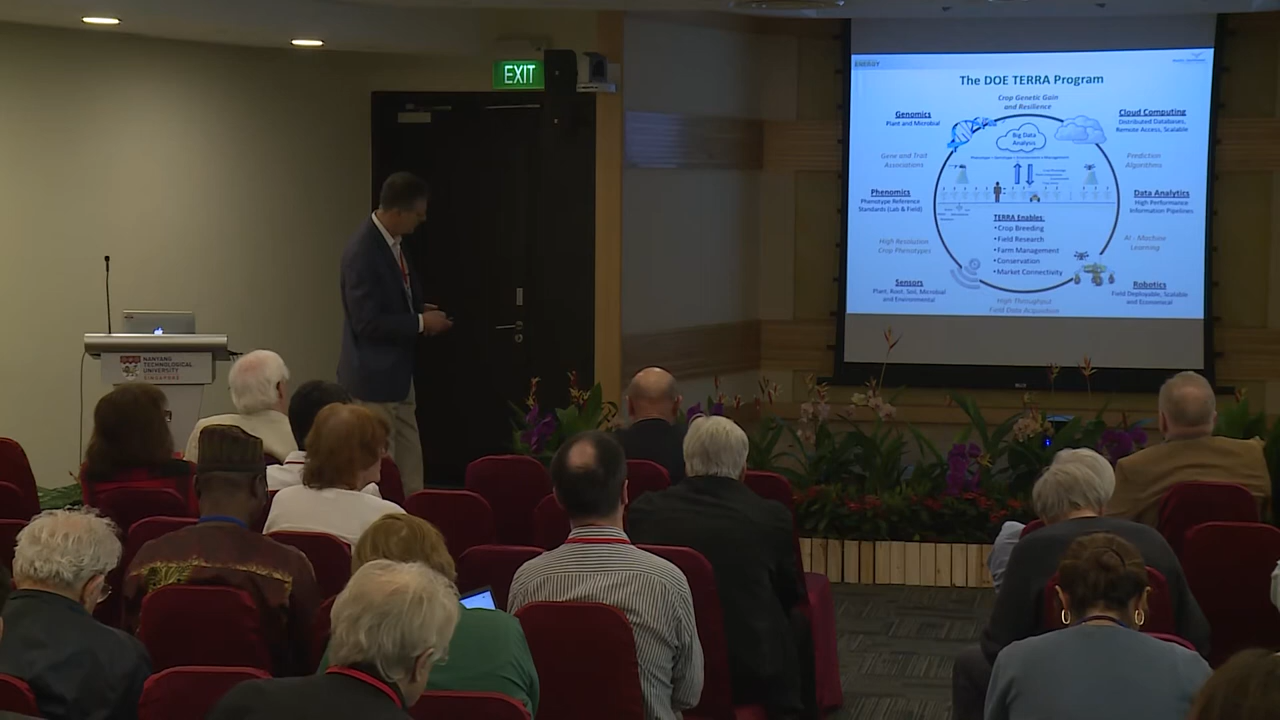 EXIT
NANYANG
TECHNOLOGICAL
UNIVERSITY
SINGAPORE
ENERGY
The DOE TERRA Program
Crop Genetic Gain
and Resilience
Genomics
Plant and Microbial
Cloud Computing
Distributed Databases,
Remote Access, Scalable
Big Data
Analysis
Gene and Trait
Associations
Prediction
Algorithms
Phenomics
Phenotype Reference
Standards (Lab & Field)
Data Analytics
High Performance
Information Pipelines
TERRA Enables:
•Crop Breeding
•Field Research
•Farm Management
•Conservation
•Market Connectivity
High Resolution
Crop Phenotypes
AI - Machine
Learning
Sensors
Plant, Root, Soil, Microbial
and Environmental
Robotics
Field Deployable, Scalable
and Economical
High Throughput
Field Data Acquisition